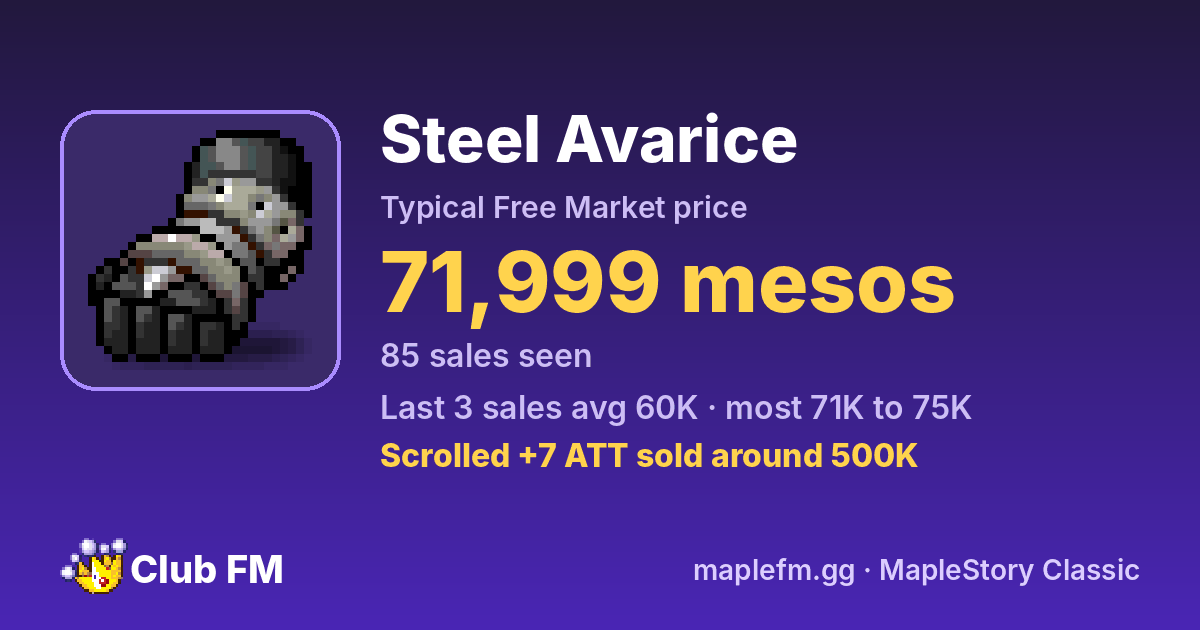 Steel Avarice
Typical Free Market price
71,999 mesos
85 sales seen
Last 3 sales avg 60K · most 71K to 75K
Scrolled +7 ATT sold around 500K
Club FM
maplefm.gg · MapleStory Classic